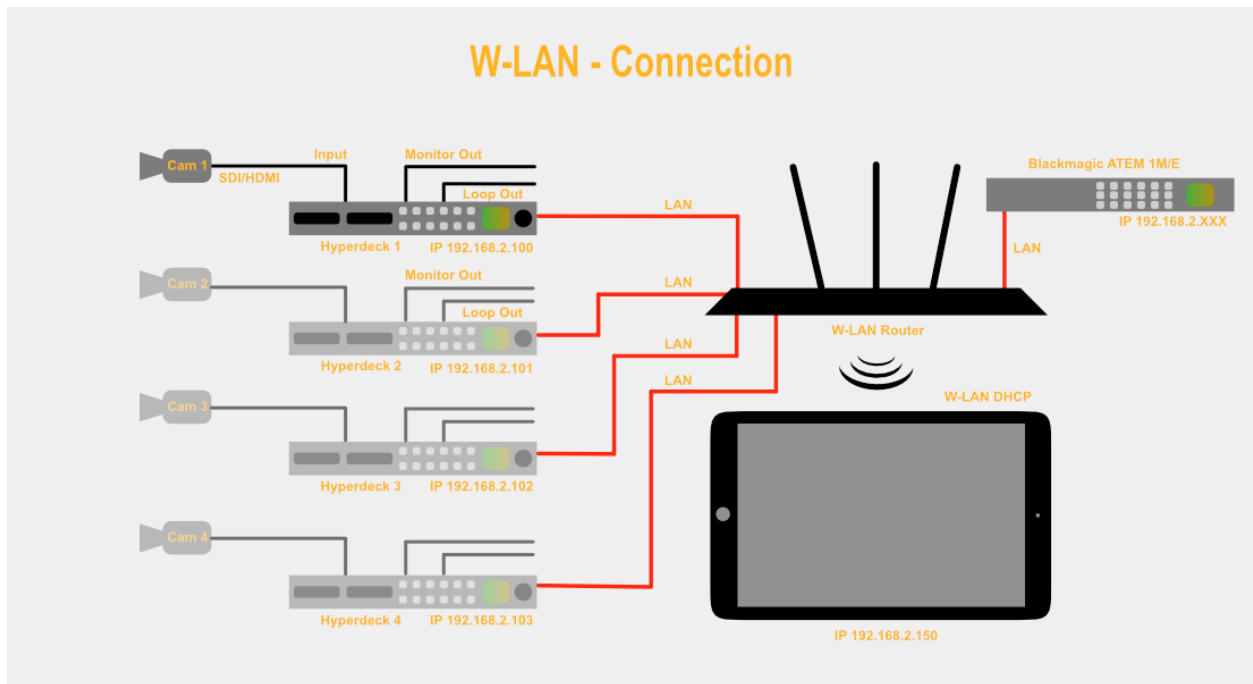 W-LAN - Connection
Cam 1
SDI/HDMI
Input
Monitor Out
Loop Out
Hyperdeck 1
IP 192.168.2.100
LAN
Cam 2
Monitor Out
Loop Out
Hyperdeck 2
IP 192.168.2.101
LAN
Cam 3
Hyperdeck 3
IP 192.168.2.102
LAN
Cam 4
Hyperdeck 4
IP 192.168.2.103
LAN
Blackmagic ATEM 1M/E
IP 192.168.2.XXX
LAN
W-LAN Router
W-LAN DHCP
IP 192.168.2.150